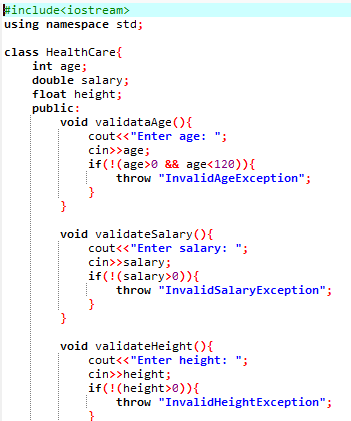 #include<iostream>
using namespace std;
class HealthCare{
int age;
double salary;
float height;
public:
void validataAge(){
cout<<"Enter age: ";
cin>>age;
if(!(age>0 && age<120)){
throw "InvalidAgeException";
}
}
void validateSalary(){
cout<<"Enter salary: ";
cin>>salary;
if(!(salary>0)){
throw "InvalidSalaryException";
}
}
void validateHeight(){
cout<<"Enter height: ";
cin>>height;
if(!(height>0)){
throw "InvalidHeightException";
}